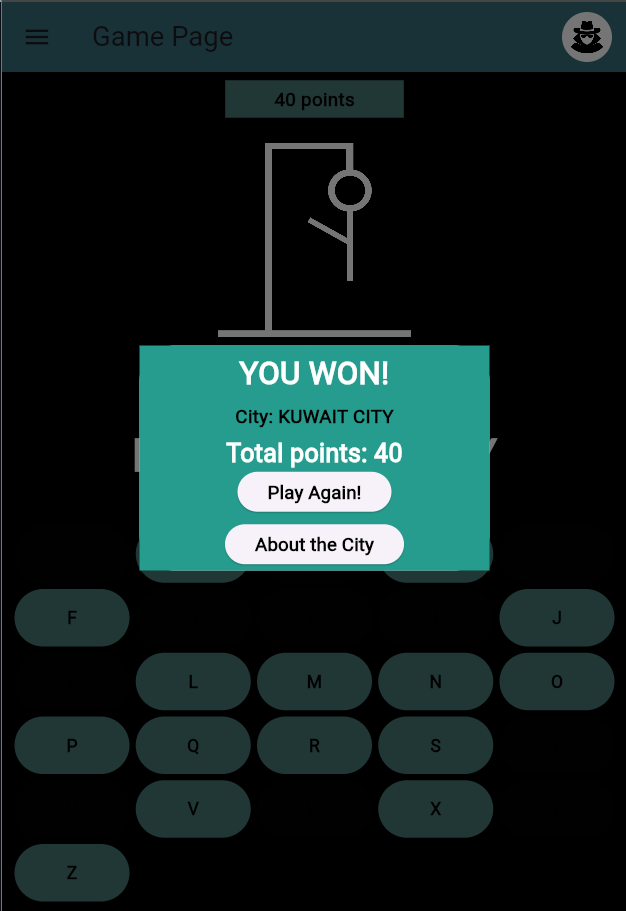 Game Page
40 points
YOU WON!
City: KUWAIT CITY
Total points: 40
Play Again!
About the City
F J
L M N O
P Q R S
V X
Z